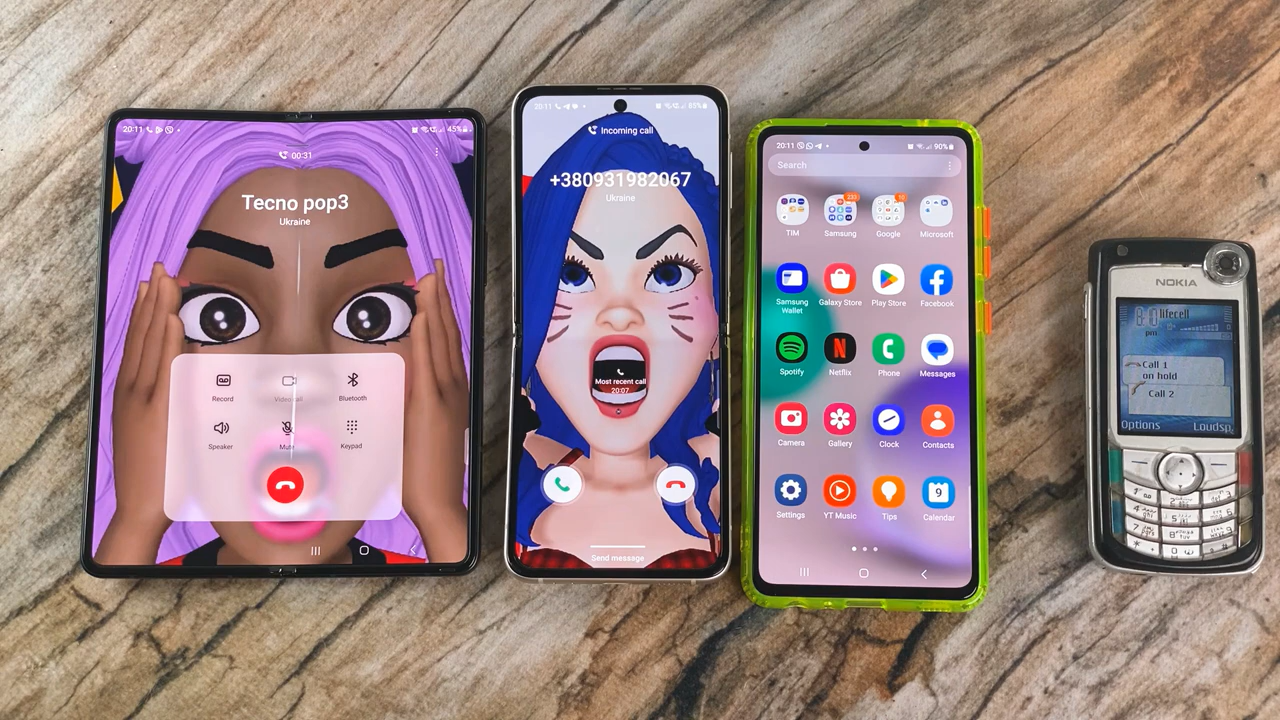 20:11
45%
00:31
Tecno pop3
Ukraine
Record
Video call
Bluetooth
Speaker
Mute
Keypad
20:11
85%
Incoming call
+380931982067
Ukraine
Most recent call
20:07
Send message
20:11
90%
Search
233
10
TIM
Samsung
Google
Microsoft
Samsung
Wallet
Galaxy Store
Play Store
Facebook
Spotify
Netflix
Phone
Messages
Camera
Gallery
Clock
Contacts
9
Settings
YT Music
Tips
Calendar
NOKIA
lifecell
pm
Call 1
on hold
Call 2
Options
Loudsp.